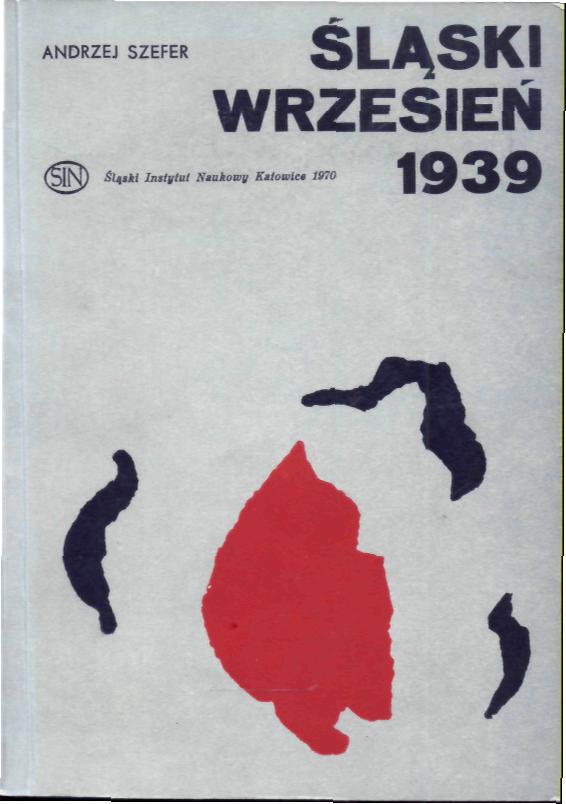 ANDRZEJ SZEFER
ŚLĄSKI
WRZESIEŃ
1939
SIN Śląski Instytut Naukowy Katowice 1970